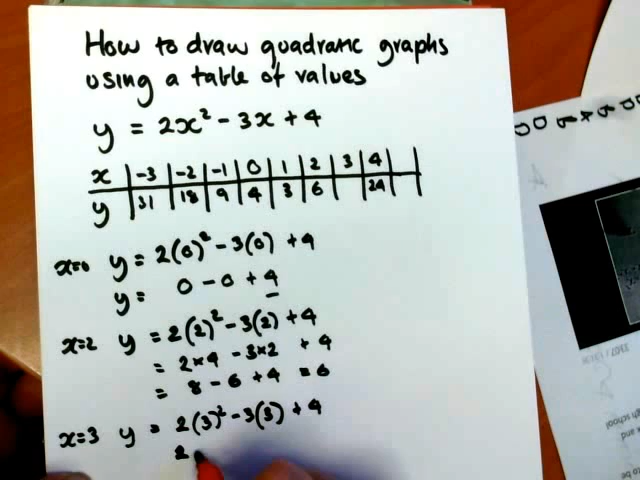 How to draw quadratic graphs
using a table of values
y = 2x² - 3x + 4
x | -3 | -2 | -1 | 0 | 1 | 2 | 3 | 4
y | 31 | 18 | 9 | 4 | 3 | 6 | | 24
x=0 y = 2(0)² - 3(0) + 4
y = 0 - 0 + 4
x=2 y = 2(2)² - 3(2) + 4
= 2×4 - 3×2 + 4
= 8 - 6 + 4 = 6
x=3 y = 2(3)² - 3(3) + 4
2